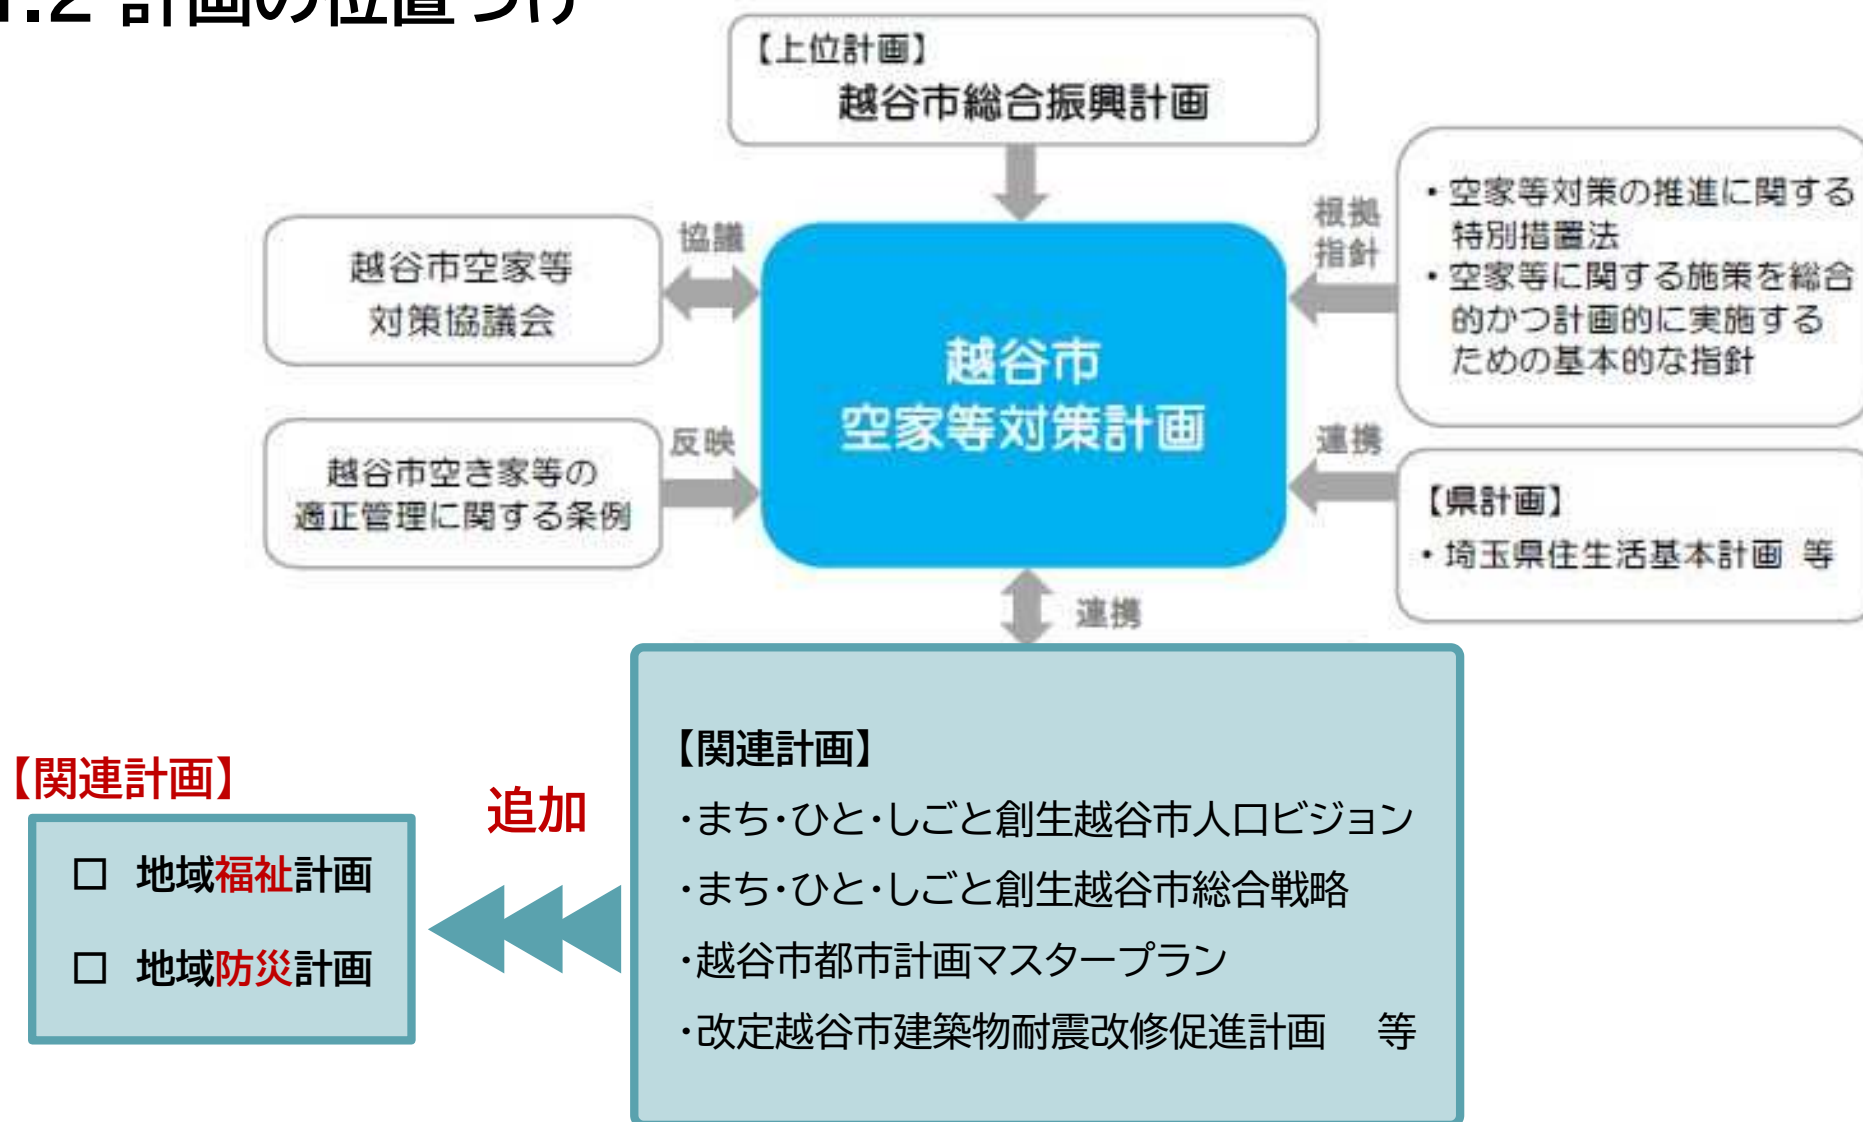 1.2 計画の位置づけ
【上位計画】
越谷市総合振興計画
越谷市空家等
対策協議会
協議
根拠
指針
・空家等対策の推進に関する
特別措置法
・空家等に関する施策を総合
的かつ計画的に実施する
ための基本的な指針
越谷市
空家等対策計画
越谷市空き家等の
適正管理に関する条例
反映
連携
【県計画】
・埼玉県住生活基本計画 等
連携
【関連計画】
・まち・ひと・しごと創生越谷市人口ビジョン
・まち・ひと・しごと創生越谷市総合戦略
・越谷市都市計画マスタープラン
・改定越谷市建築物耐震改修促進計画 等
追加
【関連計画】
□ 地域福祉計画
□ 地域防災計画